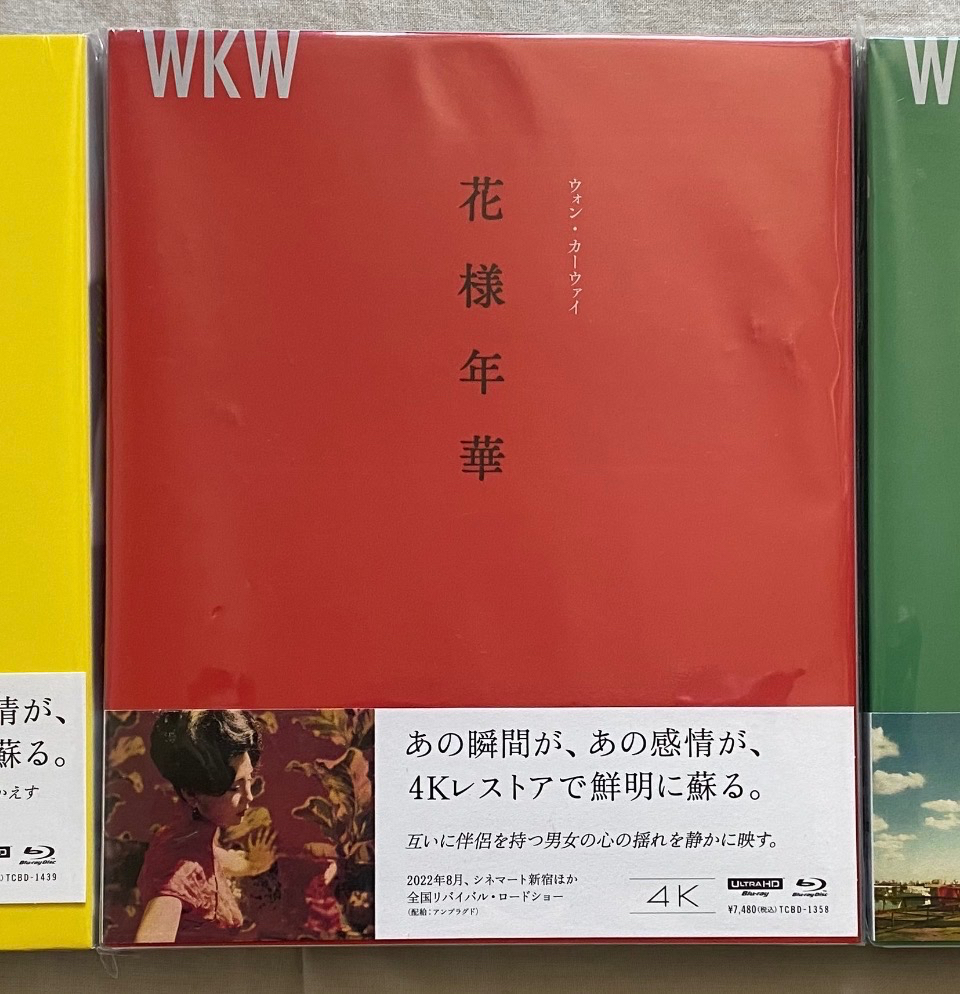 WKW
花様年華
ウォン・カーウァイ
あの瞬間が、あの感情が、
4Kレストアで鮮明に蘇る。
互いに伴侶を持つ男女の心の揺れを静かに映す。
2022年8月、シネマート新宿ほか
全国リバイバル・ロードショー
(配給:アンプラグド)
4K
ULTRA HD
Blu-ray
Blu-ray Disc
¥7,480(税込) TCBD-1358
情が、
蘇る。
いえす
D
Blu-ray Disc
)TCBD-1439
W